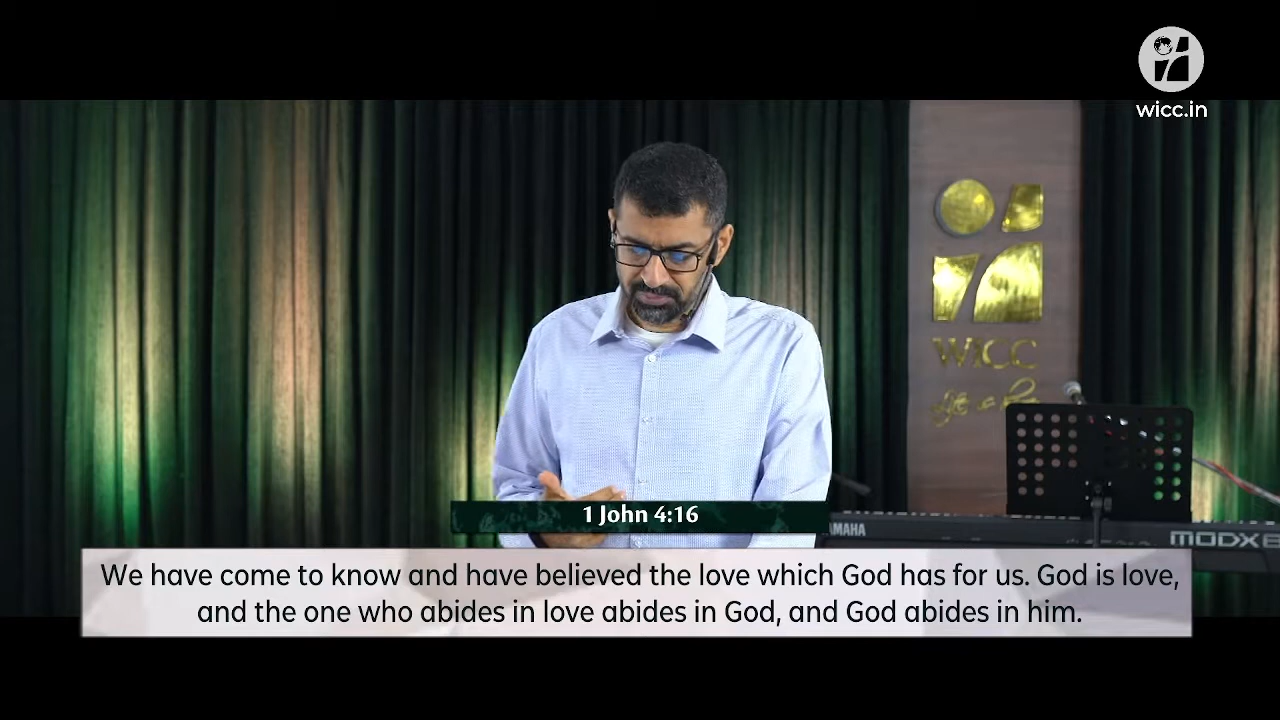 wicc.in
WICC
1 John 4:16
YAMAHA
MODX8
We have come to know and have believed the love which God has for us. God is love,
and the one who abides in love abides in God, and God abides in him.